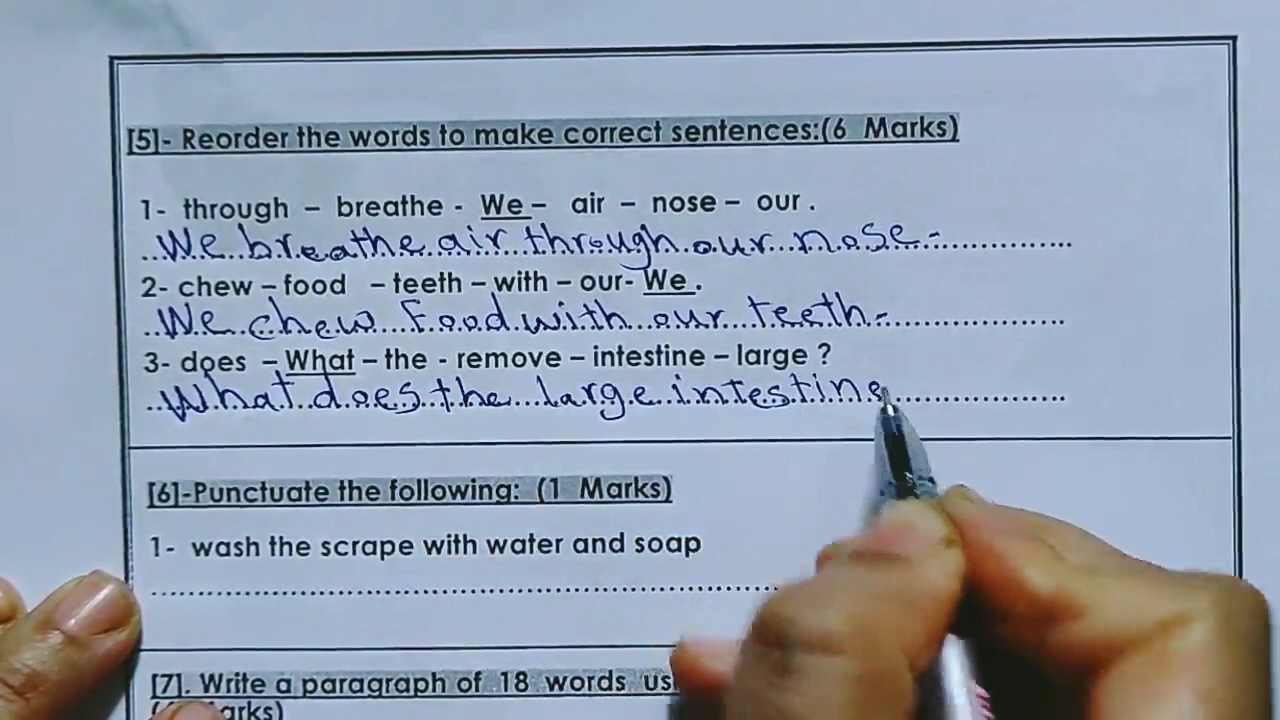 [5]- Reorder the words to make correct sentences:(6 Marks)
1- through – breathe - We – air – nose – our .
We breathe air through our nose.
2- chew – food – teeth – with – our- We .
We chew food with our teeth.
3- does – What – the - remove – intestine – large ?
What does the large intestine
[6]-Punctuate the following: (1 Marks)
1- wash the scrape with water and soap
[7]. Write a paragraph of 18 words